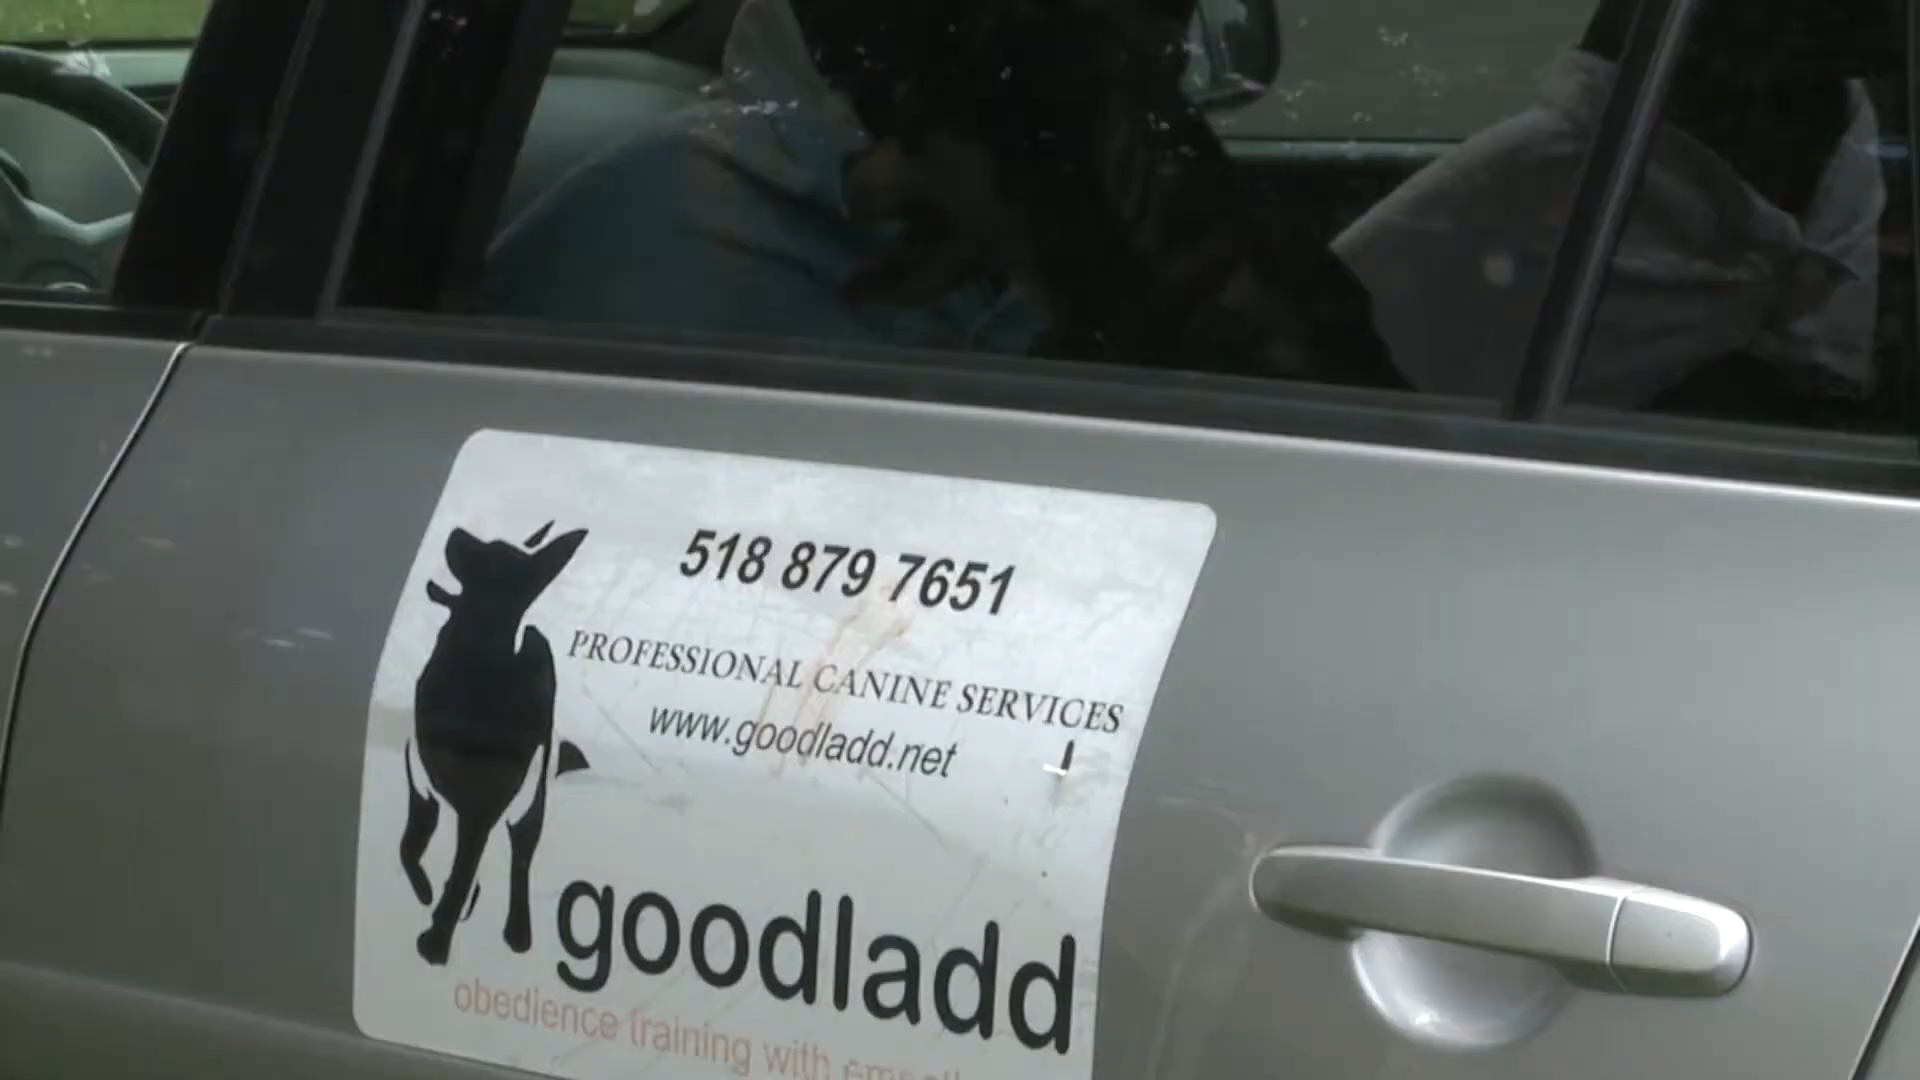 518 879 7651
PROFESSIONAL CANINE SERVICES
www.goodladd.net
goodladd
obedience training with